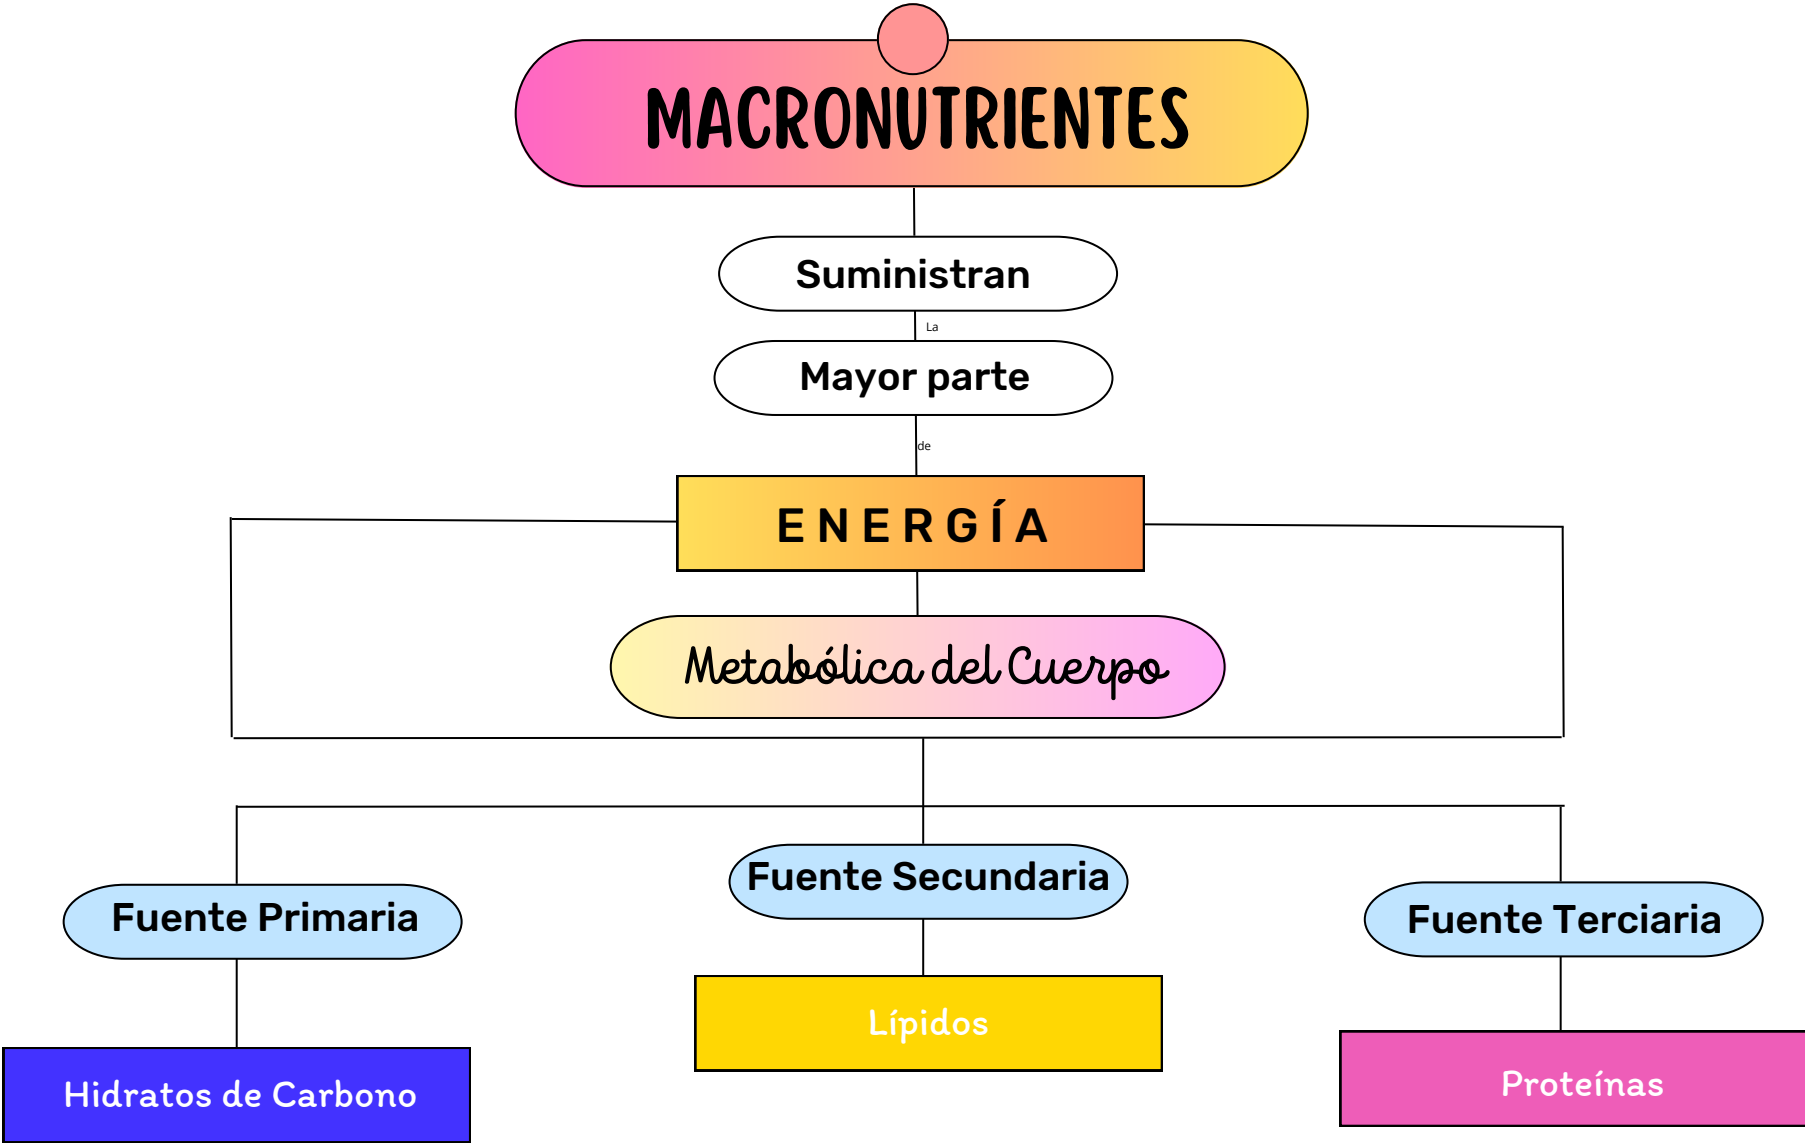 MACRONUTRIENTES
Suministran
La
Mayor parte
de
ENERGÍA
Metabólica del Cuerpo
Fuente Primaria
Fuente Secundaria
Fuente Terciaria
Hidratos de Carbono
Lípidos
Proteínas